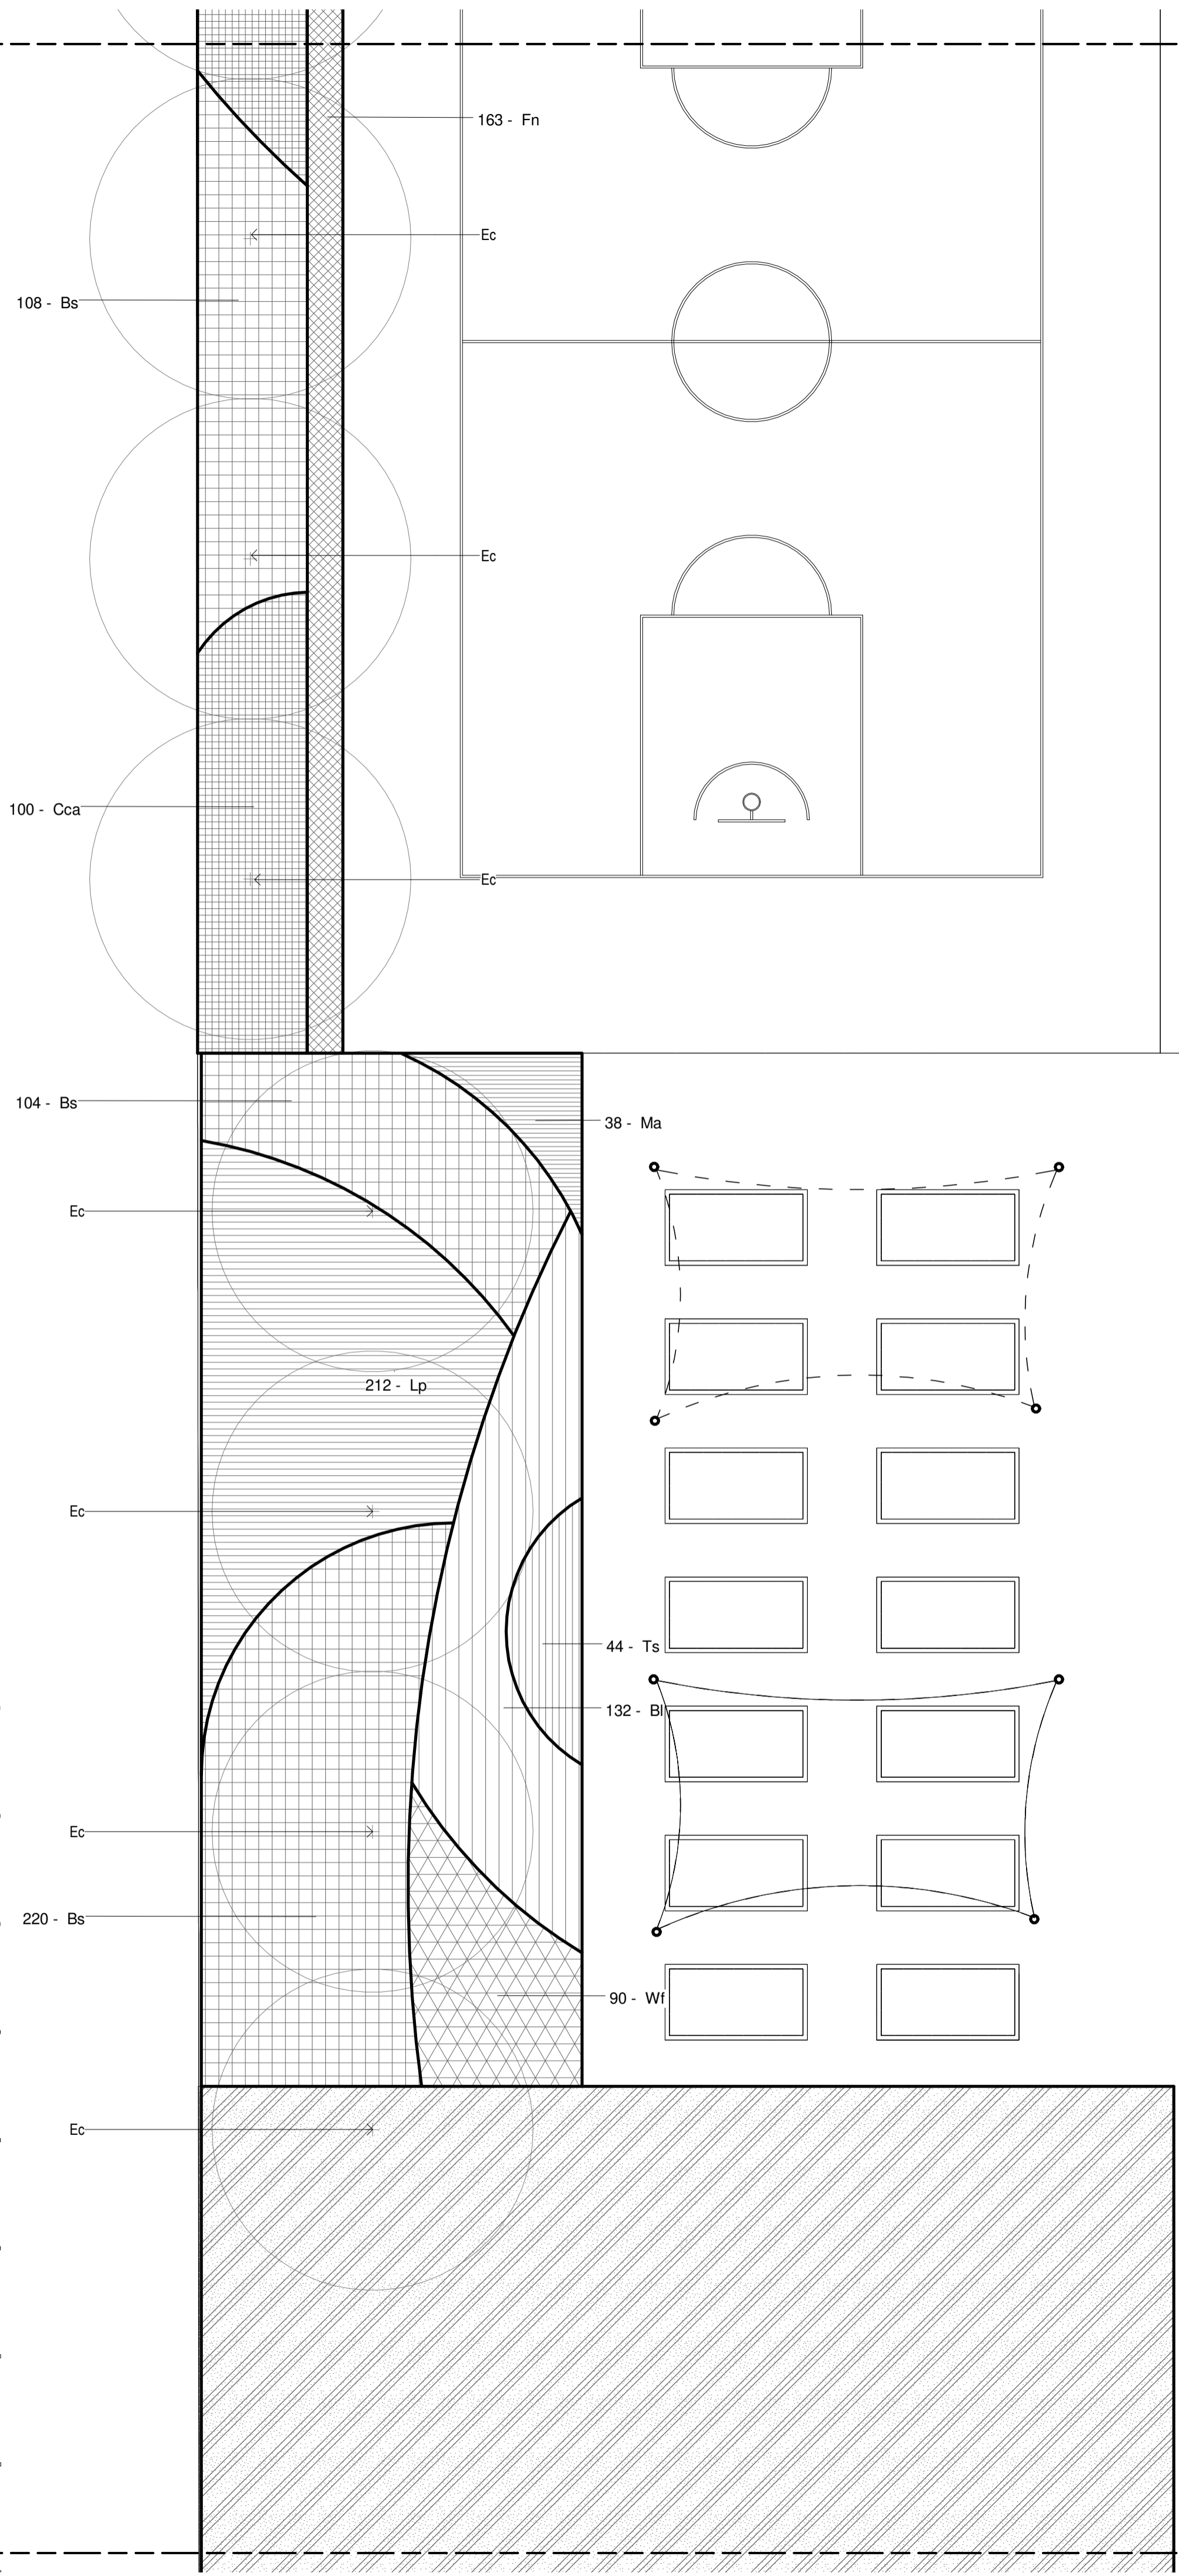 163 - Fn
Ec
108 - Bs
Ec
100 - Cca
Ec
104 - Bs
38 - Ma
Ec
212 - Lp
Ec
44 - Ts
132 - Bl
Ec
220 - Bs
90 - Wf
Ec